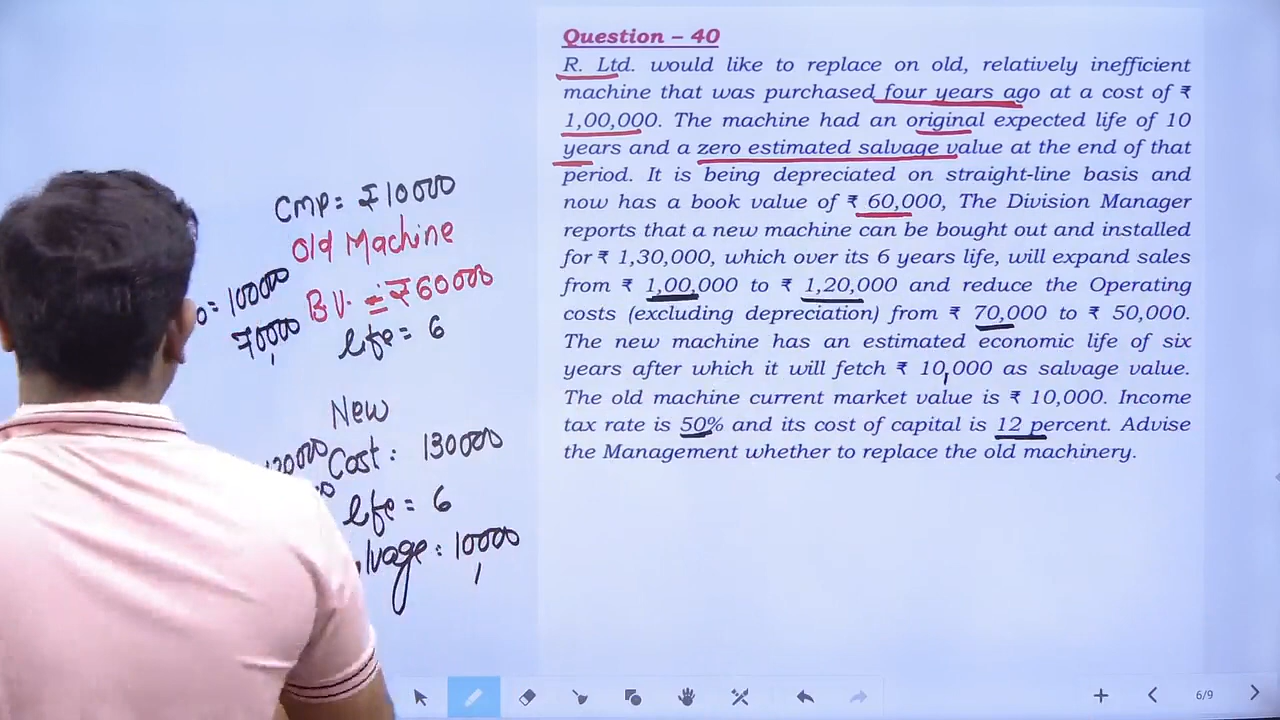 Question – 40
R. Ltd. would like to replace on old, relatively inefficient
machine that was purchased four years ago at a cost of ₹
1,00,000. The machine had an original expected life of 10
years and a zero estimated salvage value at the end of that
period. It is being depreciated on straight-line basis and
now has a book value of ₹ 60,000, The Division Manager
reports that a new machine can be bought out and installed
for ₹ 1,30,000, which over its 6 years life, will expand sales
from ₹ 1,00,000 to ₹ 1,20,000 and reduce the Operating
costs (excluding depreciation) from ₹ 70,000 to ₹ 50,000.
The new machine has an estimated economic life of six
years after which it will fetch ₹ 10,000 as salvage value.
The old machine current market value is ₹ 10,000. Income
tax rate is 50% and its cost of capital is 12 percent. Advise
the Management whether to replace the old machinery.
CMP: ₹10000
Old Machine
= 100000 B.V. = ₹60000
70,000 life = 6
New
Cost: 130000
life = 6
: 10000
6/9